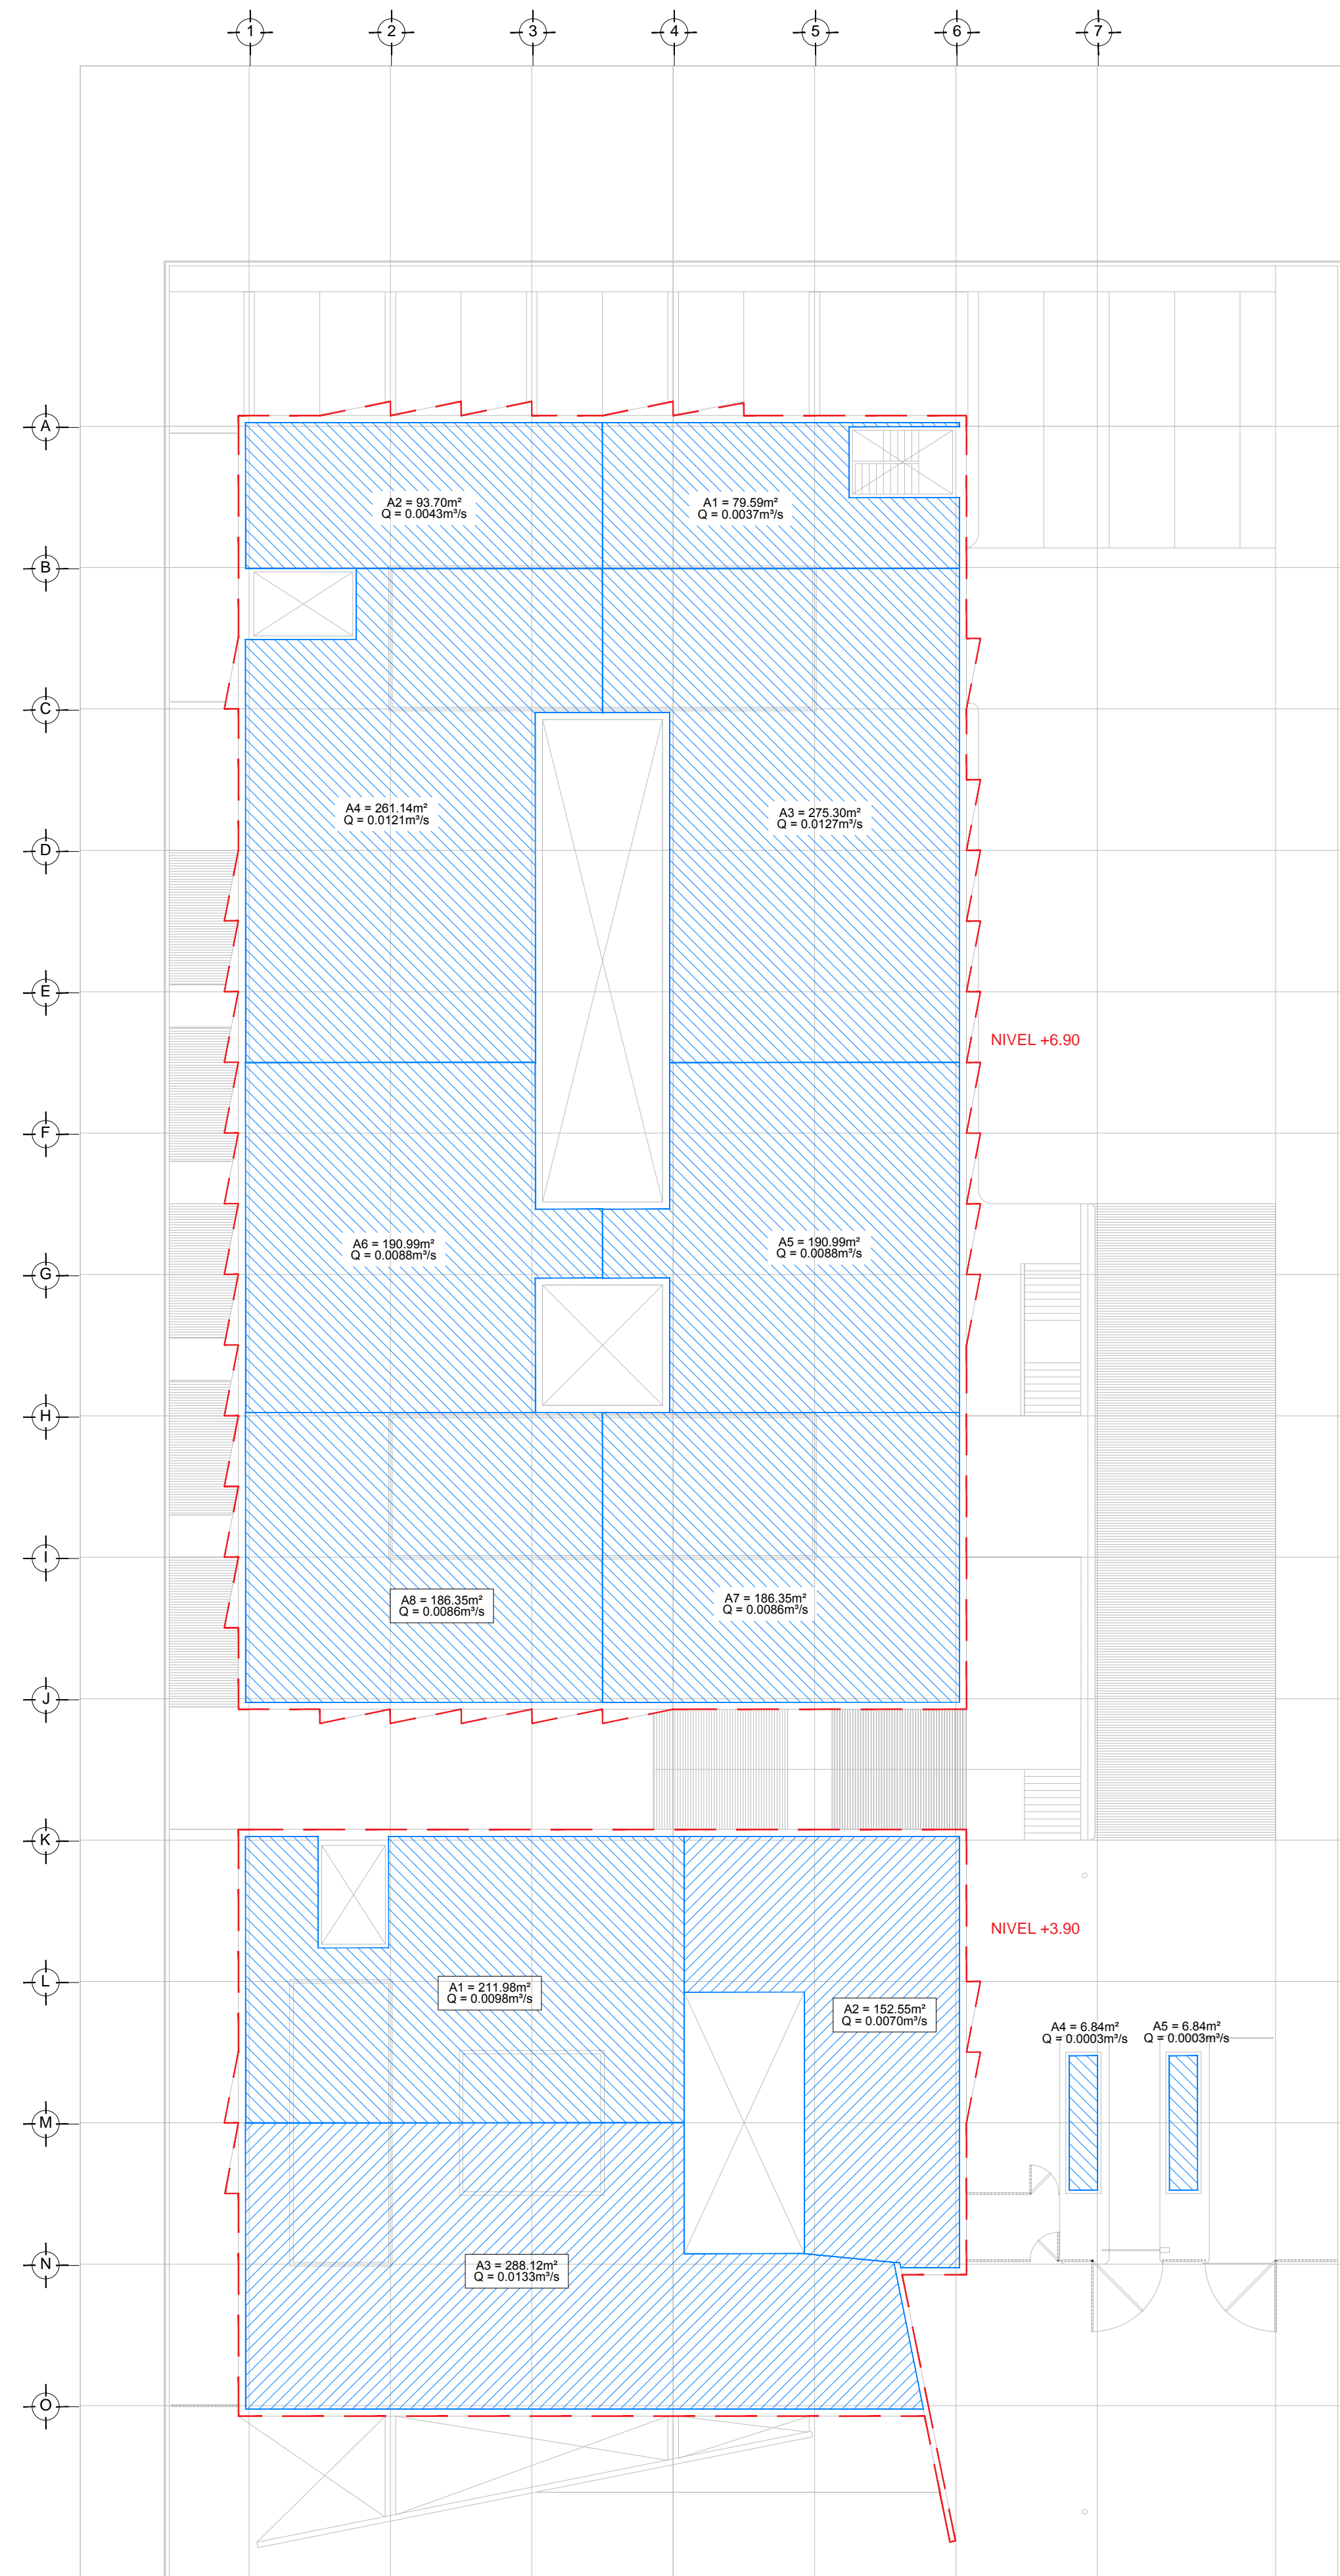 1
2
3
4
5
6
7
A
A2 = 93.70m²
Q = 0.0043m³/s
A1 = 79.59m²
Q = 0.0037m³/s
B
C
A4 = 261.14m²
Q = 0.0121m³/s
A3 = 275.30m²
Q = 0.0127m³/s
D
E
NIVEL +6.90
F
A6 = 190.99m²
Q = 0.0088m³/s
A5 = 190.99m²
Q = 0.0088m³/s
G
H
I
A8 = 186.35m²
Q = 0.0086m³/s
A7 = 186.35m²
Q = 0.0086m³/s
J
K
NIVEL +3.90
L
A1 = 211.98m²
Q = 0.0098m³/s
A2 = 152.55m²
Q = 0.0070m³/s
A4 = 6.84m²
Q = 0.0003m³/s
A5 = 6.84m²
Q = 0.0003m³/s
M
N
A3 = 288.12m²
Q = 0.0133m³/s
O